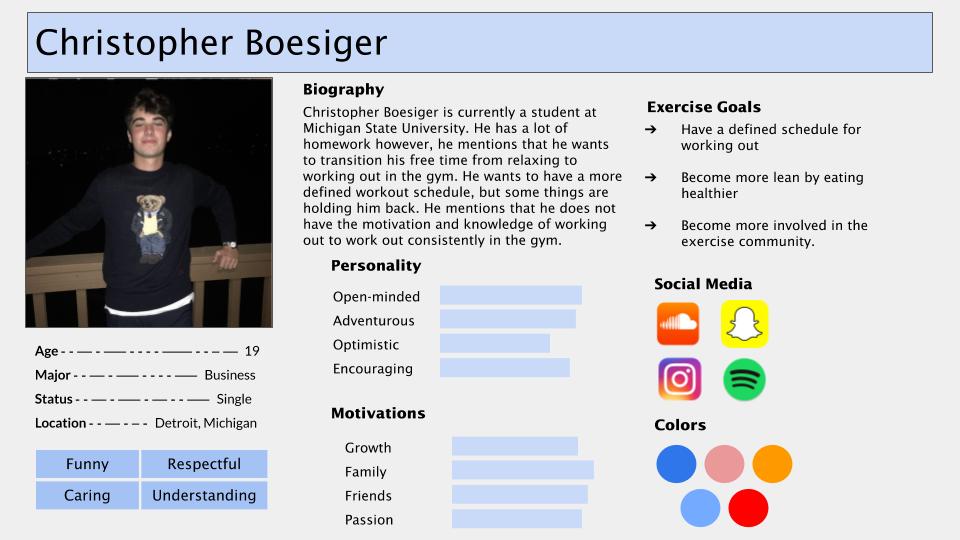 Christopher Boesiger
Biography
Christopher Boesiger is currently a student at
Michigan State University. He has a lot of
homework however, he mentions that he wants
to transition his free time from relaxing to
working out in the gym. He wants to have a more
defined workout schedule, but some things are
holding him back. He mentions that he does not
have the motivation and knowledge of working
out to work out consistently in the gym.
Exercise Goals
➔ Have a defined schedule for
working out
➔ Become more lean by eating
healthier
➔ Become more involved in the
exercise community.
Personality
Open-minded
Adventurous
Optimistic
Encouraging
Social Media
Age 19
Major Business
Status Single
Location Detroit, Michigan
Funny Respectful
Caring Understanding
Motivations
Growth
Family
Friends
Passion
Colors